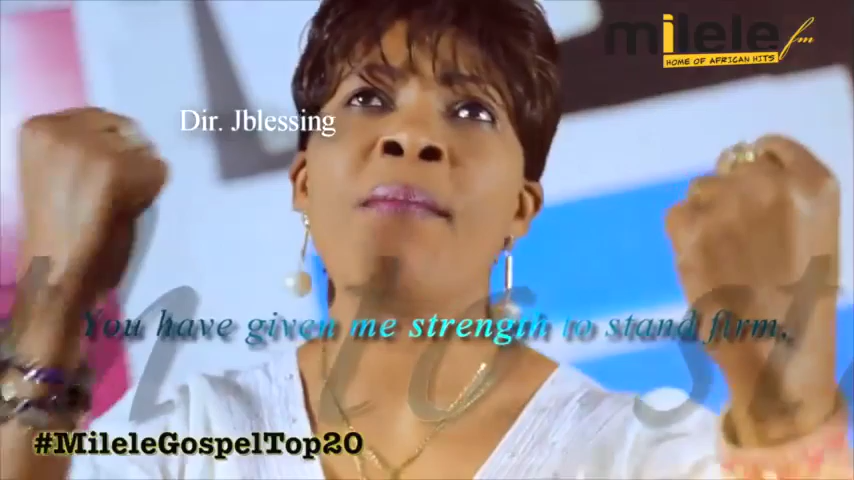 milele fm
HOME OF AFRICAN HITS
Dir. Jblessing
You have given me strength to stand firm,
#MileleGospelTop20